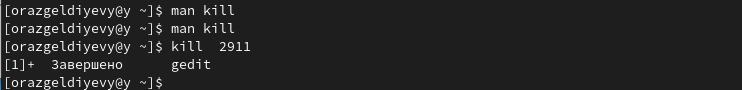 [orazgeldiyevy@y ~]$ man kill
[orazgeldiyevy@y ~]$ man kill
[orazgeldiyevy@y ~]$ kill  2911
[1]+  Завершено      gedit
[orazgeldiyevy@y ~]$